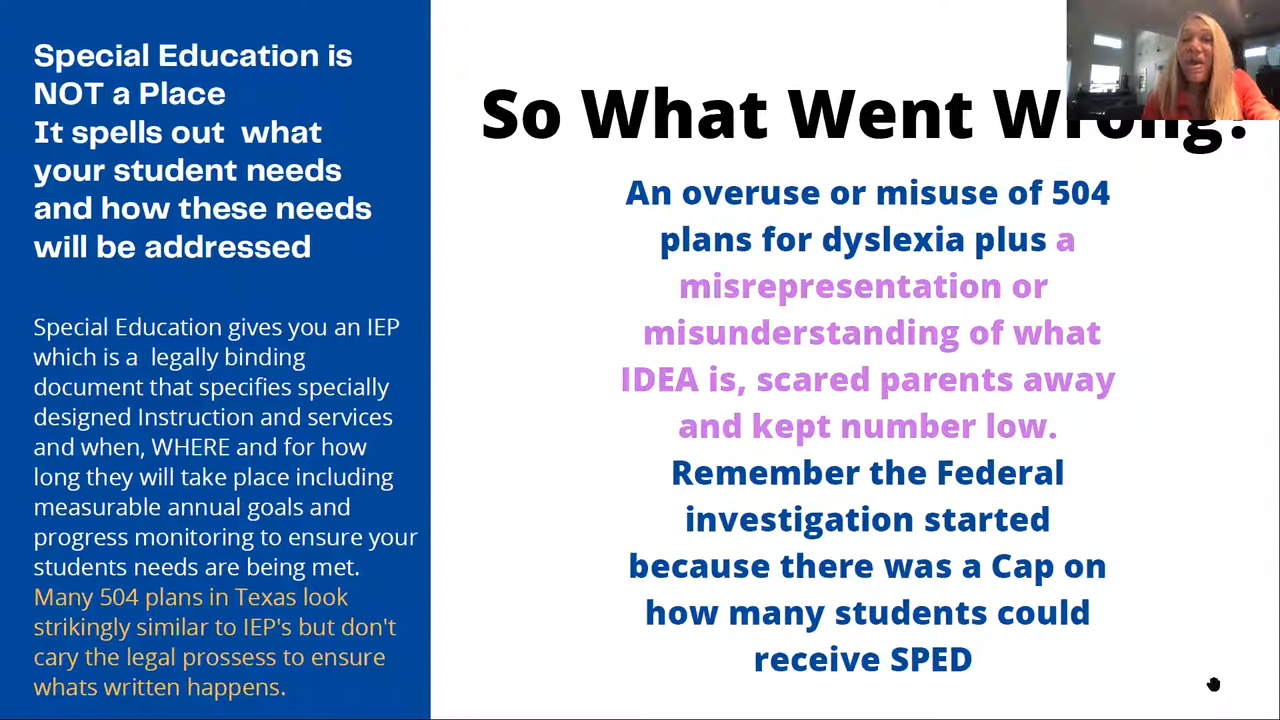 Special Education is
NOT a Place
It spells out what
your student needs
and how these needs
will be addressed
Special Education gives you an IEP
which is a legally binding
document that specifies specially
designed Instruction and services
and when, WHERE and for how
long they will take place including
measurable annual goals and
progress monitoring to ensure your
students needs are being met.
Many 504 plans in Texas look
strikingly similar to IEP's but don't
cary the legal prossess to ensure
whats written happens.
So What Went Wrong?
An overuse or misuse of 504
plans for dyslexia plus a
misrepresentation or
misunderstanding of what
IDEA is, scared parents away
and kept number low.
Remember the Federal
investigation started
because there was a Cap on
how many students could
receive SPED